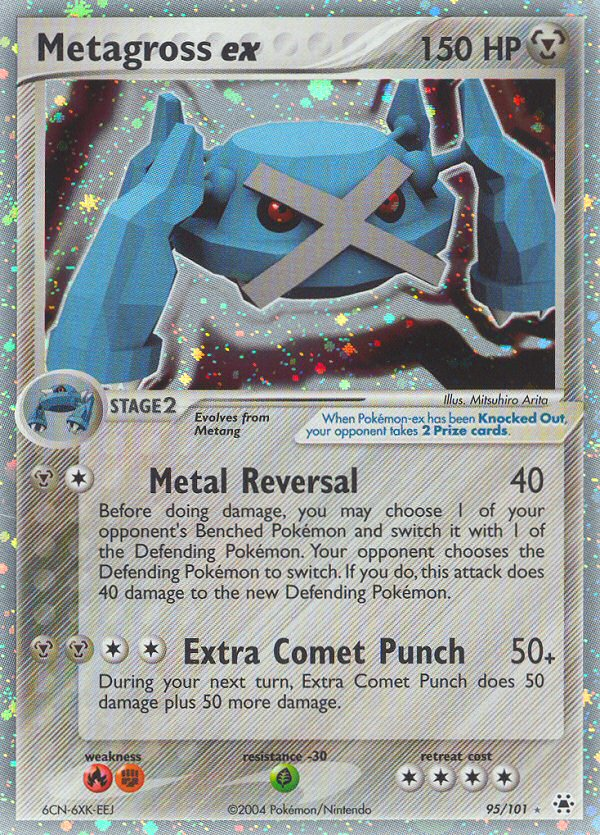 Metagross ex 150 HP
Illus. Mitsuhiro Arita
STAGE2
Evolves from
Metang
When Pokémon-ex has been Knocked Out,
your opponent takes 2 Prize cards.
Metal Reversal 40
Before doing damage, you may choose 1 of your
opponent's Benched Pokémon and switch it with 1 of
the Defending Pokémon. Your opponent chooses the
Defending Pokémon to switch. If you do, this attack does
40 damage to the new Defending Pokémon.
Extra Comet Punch 50+
During your next turn, Extra Comet Punch does 50
damage plus 50 more damage.
weakness resistance -30 retreat cost
6CN-6XK-EEJ ©2004 Pokémon/Nintendo 95/101